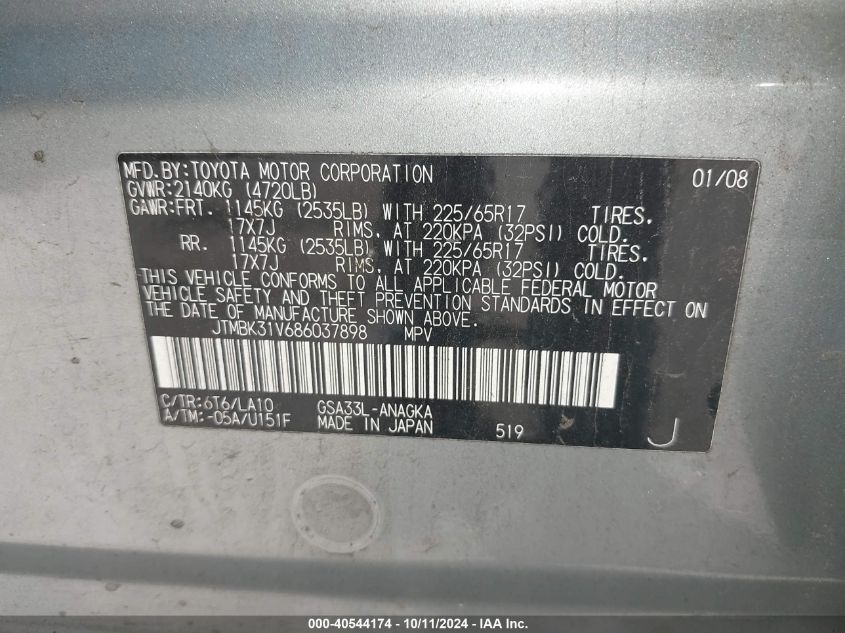 MFD. BY: TOYOTA MOTOR CORPORATION 01/08
GVWR: 2140KG (4720LB)
GAWR: FRT. 1145KG (2535LB) WITH 225/65R17 TIRES,
17X7J RIMS, AT 220KPA (32PSI) COLD.
RR. 1145KG (2535LB) WITH 225/65R17 TIRES,
17X7J RIMS, AT 220KPA (32PSI) COLD.
THIS VEHICLE CONFORMS TO ALL APPLICABLE FEDERAL MOTOR
VEHICLE SAFETY AND THEFT PREVENTION STANDARDS IN EFFECT ON
THE DATE OF MANUFACTURE SHOWN ABOVE.
JTMBK31V686037898 MPV
C/TR: 6T6/LA10 GSA33L-ANAGKA
A/TM: -05A/U151F MADE IN JAPAN 519 J
000-40544174 - 10/11/2024 - IAA Inc.